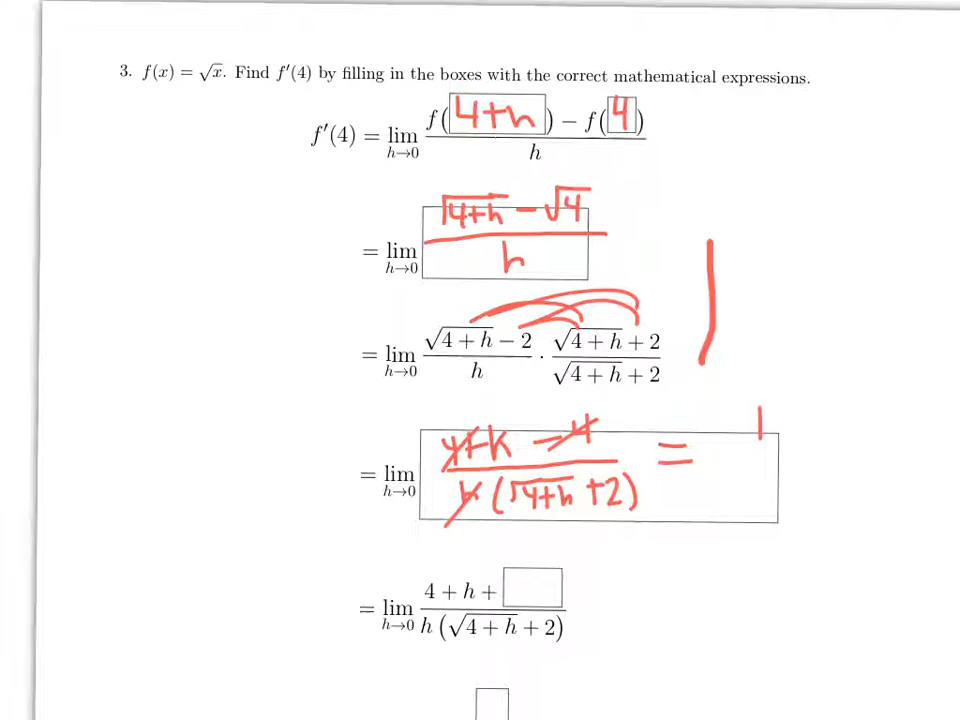 3. f(x) = √x. Find f′(4) by filling in the boxes with the correct mathematical expressions.
f′(4) = lim h→0 f(4+h) − f(4) / h
= lim h→0 √4+h − √4 / h
= lim h→0 √4 + h − 2 / h · √4 + h + 2 / √4 + h + 2
= lim h→0 4+h − 4 / h (√4+h + 2) = 1
= lim h→0 4 + h + / h (√4 + h + 2)